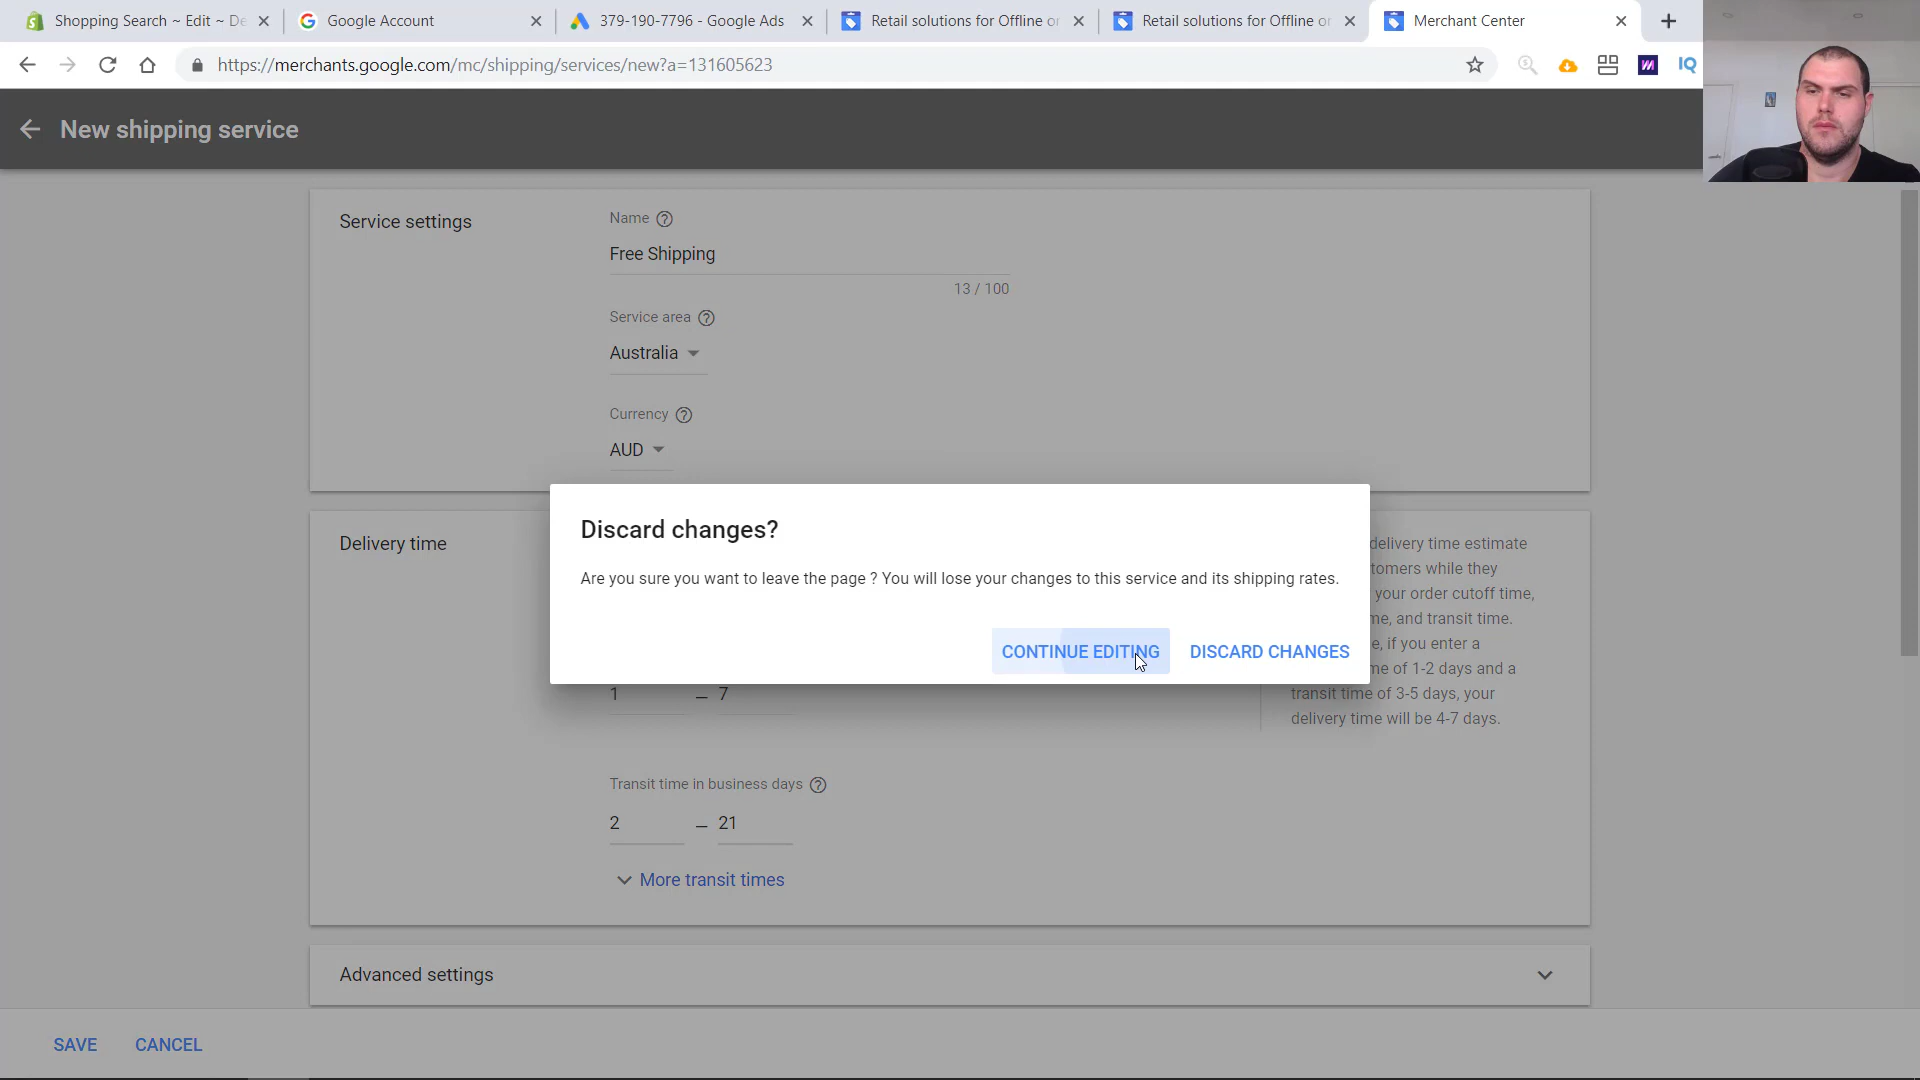 Shopping Search ~ Edit ~ De
Google Account
379-190-7796 - Google Ads
Retail solutions for Offline or
Retail solutions for Offline or
Merchant Center
https://merchants.google.com/mc/shipping/services/new?a=131605623
IQ
New shipping service
Service settings
Name
Free Shipping
13 / 100
Service area
Australia
Currency
AUD
Delivery time
delivery time estimate
tomers while they
your order cutoff time,
me, and transit time.
e, if you enter a
me of 1-2 days and a
transit time of 3-5 days, your
delivery time will be 4-7 days.
Discard changes?
Are you sure you want to leave the page ? You will lose your changes to this service and its shipping rates.
CONTINUE EDITING
DISCARD CHANGES
1 – 7
Transit time in business days
2 – 21
More transit times
Advanced settings
SAVE
CANCEL